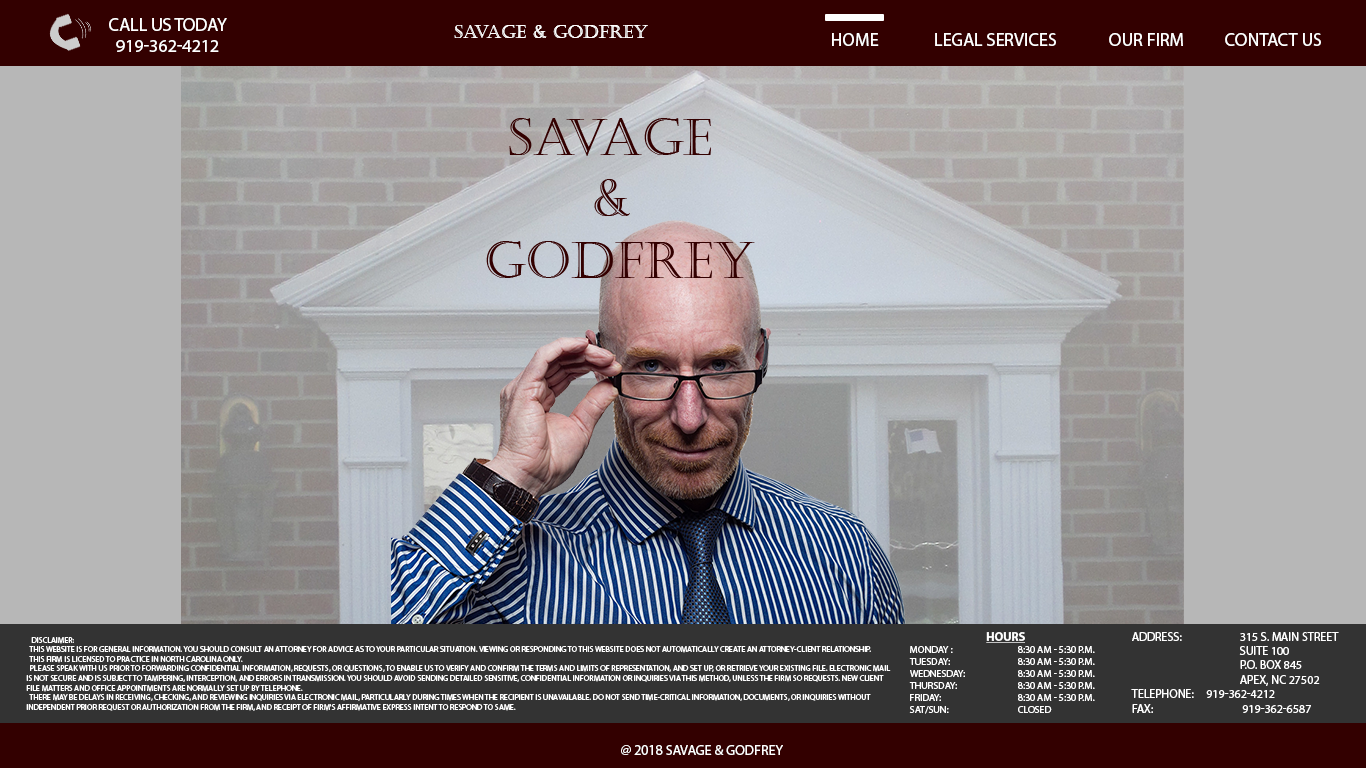 CALL US TODAY
919-362-4212
SAVAGE & GODFREY
HOME
LEGAL SERVICES
OUR FIRM
CONTACT US
SAVAGE
&
GODFREY
DISCLAIMER:
THIS WEBSITE IS FOR GENERAL INFORMATION. YOU SHOULD CONSULT AN ATTORNEY FOR ADVICE AS TO YOUR PARTICULAR SITUATION. VIEWING OR RESPONDING TO THIS WEBSITE DOES NOT AUTOMATICALLY CREATE AN ATTORNEY-CLIENT RELATIONSHIP.
THIS FIRM IS LICENSED TO PRACTICE IN NORTH CAROLINA ONLY.
PLEASE SPEAK WITH US PRIOR TO FORWARDING CONFIDENTIAL INFORMATION, REQUESTS, OR QUESTIONS, TO ENABLE US TO VERIFY AND CONFIRM THE TERMS AND LIMITS OF REPRESENTATION, AND SET UP, OR RETRIEVE YOUR EXISTING FILE. ELECTRONIC MAIL
IS NOT SECURE AND IS SUBJECT TO TAMPERING, INTERCEPTION, AND ERRORS IN TRANSMISSION. YOU SHOULD AVOID SENDING DETAILED SENSITIVE, CONFIDENTIAL INFORMATION OR INQUIRIES VIA THIS METHOD, UNLESS THE FIRM SO REQUESTS. NEW CLIENT
FILE MATTERS AND OFFICE APPOINTMENTS ARE NORMALLY SET UP BY TELEPHONE.
THERE MAY BE DELAYS IN RECEIVING, CHECKING, AND REVIEWING INQUIRIES VIA ELECTRONIC MAIL, PARTICULARLY DURING TIMES WHEN THE RECIPIENT IS UNAVAILABLE. DO NOT SEND TIME-CRITICAL INFORMATION, DOCUMENTS, OR INQUIRIES WITHOUT
INDEPENDENT PRIOR REQUEST OR AUTHORIZATION FROM THE FIRM, AND RECEIPT OF FIRM'S AFFIRMATIVE EXPRESS INTENT TO RESPOND TO SAME.
HOURS
MONDAY : 8:30 AM - 5:30 P.M.
TUESDAY: 8:30 AM - 5:30 P.M.
WEDNESDAY: 8:30 AM - 5:30 P.M.
THURSDAY: 8:30 AM - 5:30 P.M.
FRIDAY: 8:30 AM - 5:30 P.M.
SAT/SUN: CLOSED
ADDRESS: 315 S. MAIN STREET
SUITE 100
P.O. BOX 845
APEX, NC 27502
TELEPHONE: 919-362-4212
FAX: 919-362-6587
@ 2018 SAVAGE & GODFREY